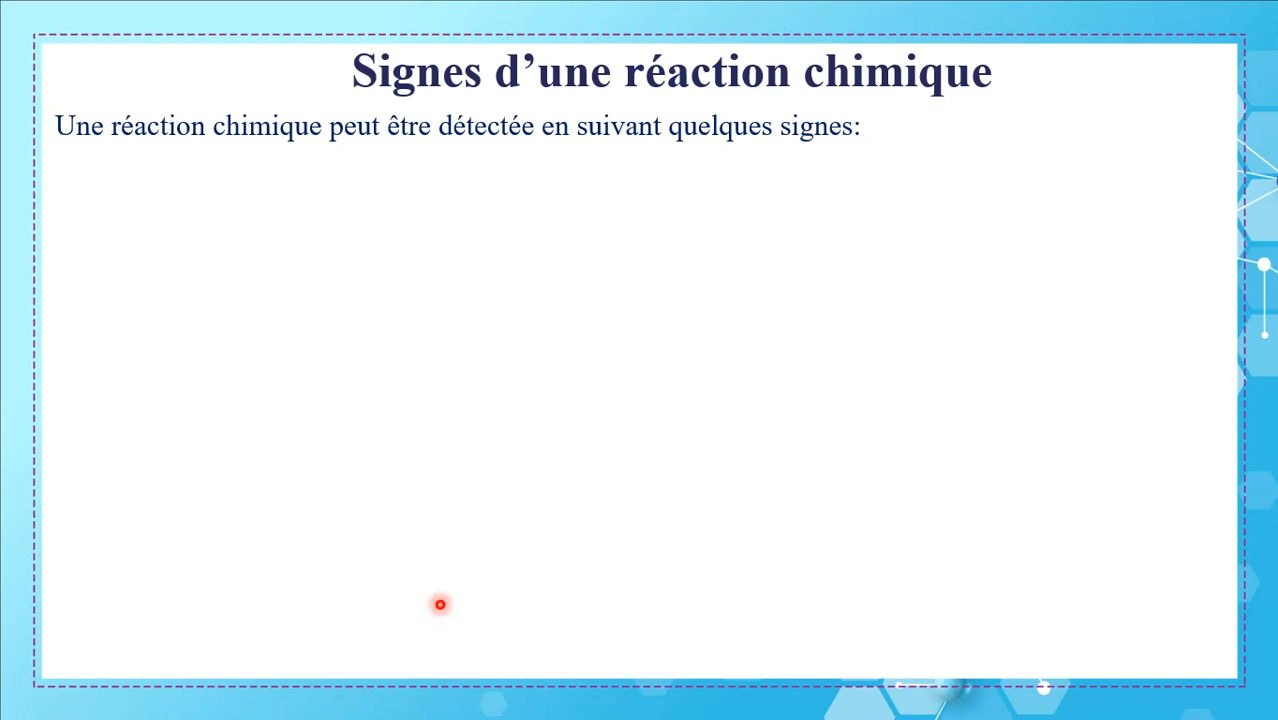 Signes d’une réaction chimique
Une réaction chimique peut être détectée en suivant quelques signes: